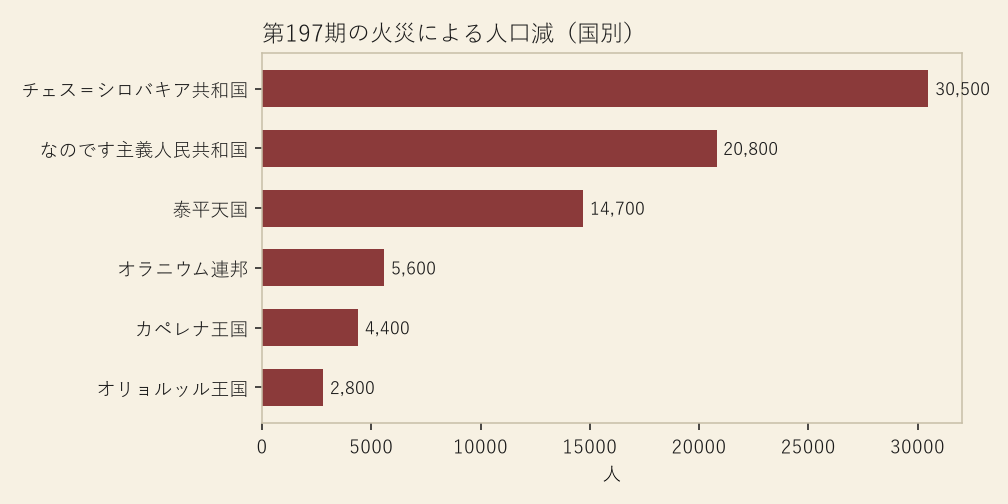 第197期の火災による人口減（国別）
チェス＝シロバキア共和国
30,500
なのです主義人民共和国
20,800
泰平天国
14,700
オラニウム連邦
5,600
カペレナ王国
4,400
オリョルッル王国
2,800
0 5000 10000 15000 20000 25000 30000
人